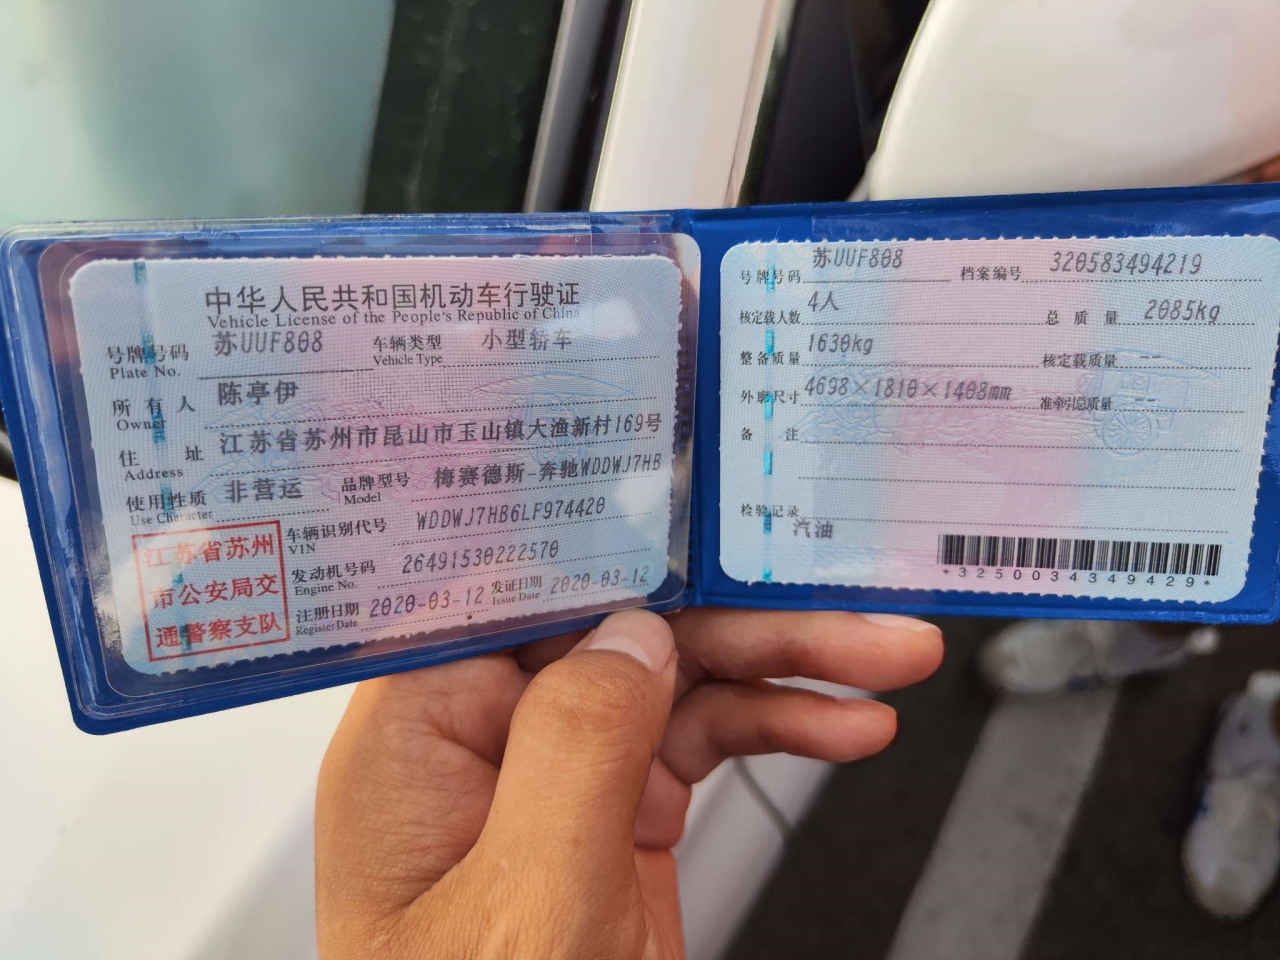 中华人民共和国机动车行驶证
Vehicle License of the People's Republic of China
号牌号码 苏UUF808 车辆类型 小型轿车
Plate No. Vehicle Type
所有人 陈亭伊
Owner
住址 江苏省苏州市昆山市玉山镇大渔新村169号
Address
使用性质 非营运 品牌型号 梅赛德斯-奔驰WDDWJ7HB
Use Character Model
江苏省苏州
市公安局交
通警察支队
车辆识别代号 WDDWJ7HB6LF974420
VIN
发动机号码 26491530222570
Engine No.
注册日期 2020-03-12 发证日期 2020-03-12
Register Date Issue Date
号牌号码 苏UUF808 档案编号 320583494219
核定载人数 4人 总质量 2085kg
整备质量 1630kg 核定载质量 --
外廓尺寸 4698×1810×1408mm 准牵引总质量 --
备注
检验记录
汽油
*3250034349429*